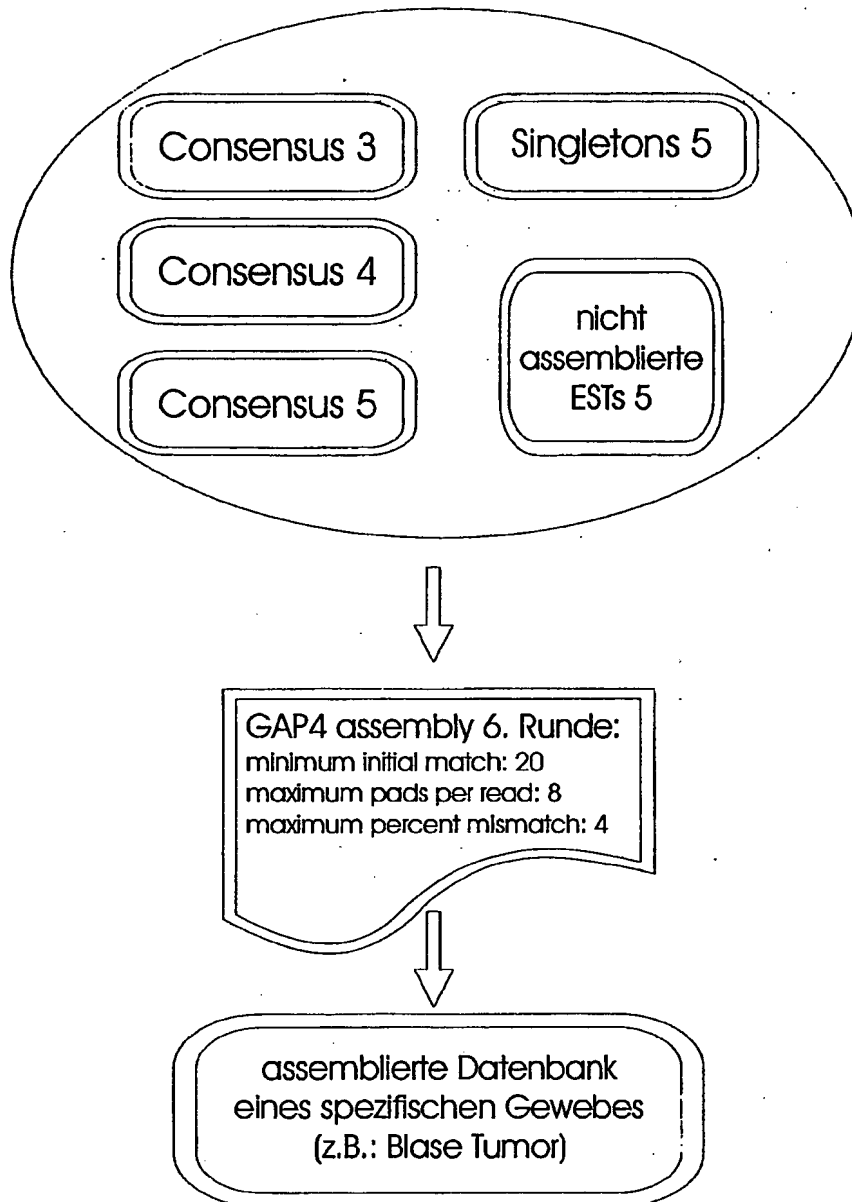 Consensus 3
Singletons 5
Consensus 4
nicht
assemblierte
ESTs 5
Consensus 5
GAP4 assembly 6. Runde:
minimum initial match: 20
maximum pads per read: 8
maximum percent mismatch: 4
assemblierte Datenbank
eines spezifischen Gewebes
(z.B.: Blase Tumor)